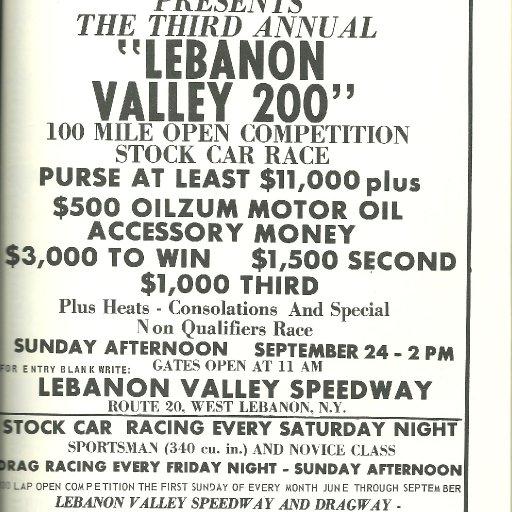 PRESENTS
THE THIRD ANNUAL
"LEBANON
VALLEY 200"
100 MILE OPEN COMPETITION
STOCK CAR RACE
PURSE AT LEAST $11,000 plus
$500 OILZUM MOTOR OIL
ACCESSORY MONEY
$3,000 TO WIN $1,500 SECOND
$1,000 THIRD
Plus Heats - Consolations And Special
Non Qualifiers Race
SUNDAY AFTERNOON SEPTEMBER 24 - 2 PM
FOR ENTRY BLANK WRITE: GATES OPEN AT 11 AM
LEBANON VALLEY SPEEDWAY
ROUTE 20, WEST LEBANON, N.Y.
STOCK CAR RACING EVERY SATURDAY NIGHT
SPORTSMAN (340 cu. in.) AND NOVICE CLASS
DRAG RACING EVERY FRIDAY NIGHT - SUNDAY AFTERNOON
LAP OPEN COMPETITION THE FIRST SUNDAY OF EVERY MONTH JUNE THROUGH SEPTEMBER
LEBANON VALLEY SPEEDWAY AND DRAGWAY -